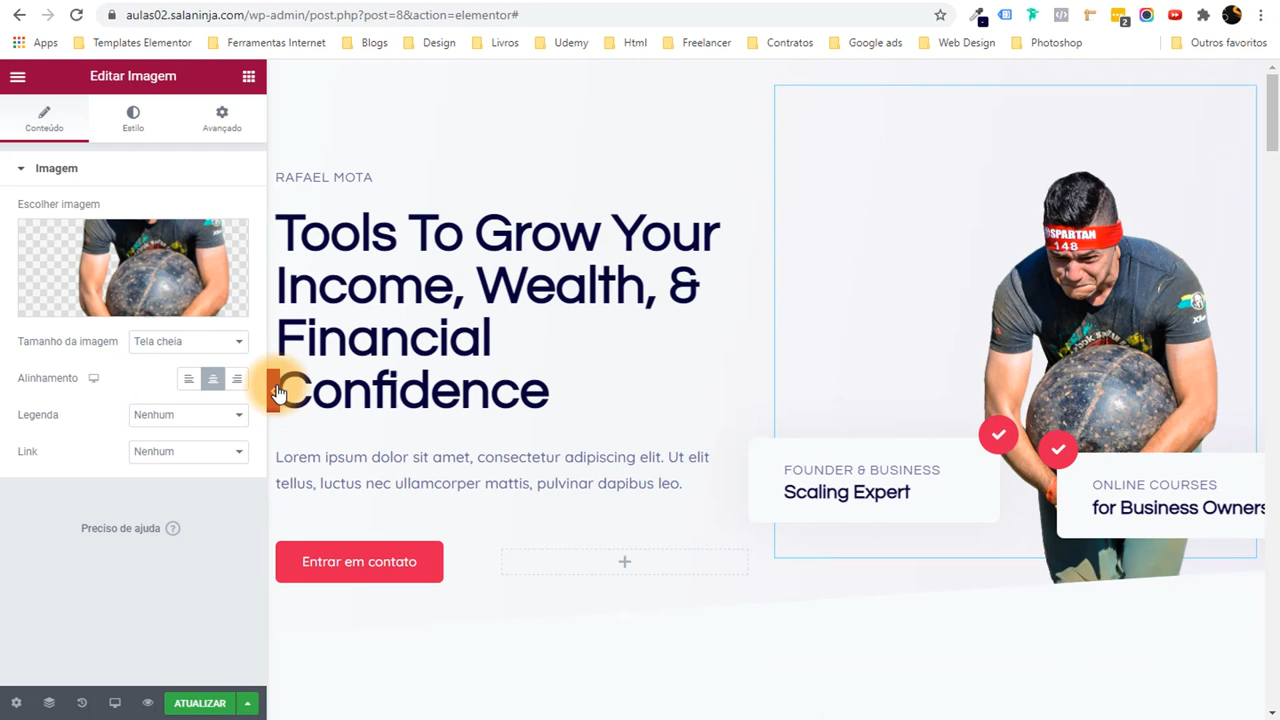 aulas02.salaninja.com/wp-admin/post.php?post=8&action=elementor#
2
Apps
Templates Elementor
Ferramentas Internet
Blogs
Design
Livros
Udemy
Html
Freelancer
Contratos
Google ads
Web Design
Photoshop
Outros favoritos
Editar Imagem
Conteúdo
Estilo
Avançado
Imagem
Escolher imagem
Tamanho da imagem
Tela cheia
Alinhamento
Legenda
Nenhum
Link
Nenhum
Preciso de ajuda ?
ATUALIZAR
RAFAEL MOTA
Tools To Grow Your
Income, Wealth, &
Financial
Confidence
Lorem ipsum dolor sit amet, consectetur adipiscing elit. Ut elit
tellus, luctus nec ullamcorper mattis, pulvinar dapibus leo.
Entrar em contato
SPARTAN
148
FOUNDER & BUSINESS
Scaling Expert
ONLINE COURSES
for Business Owners